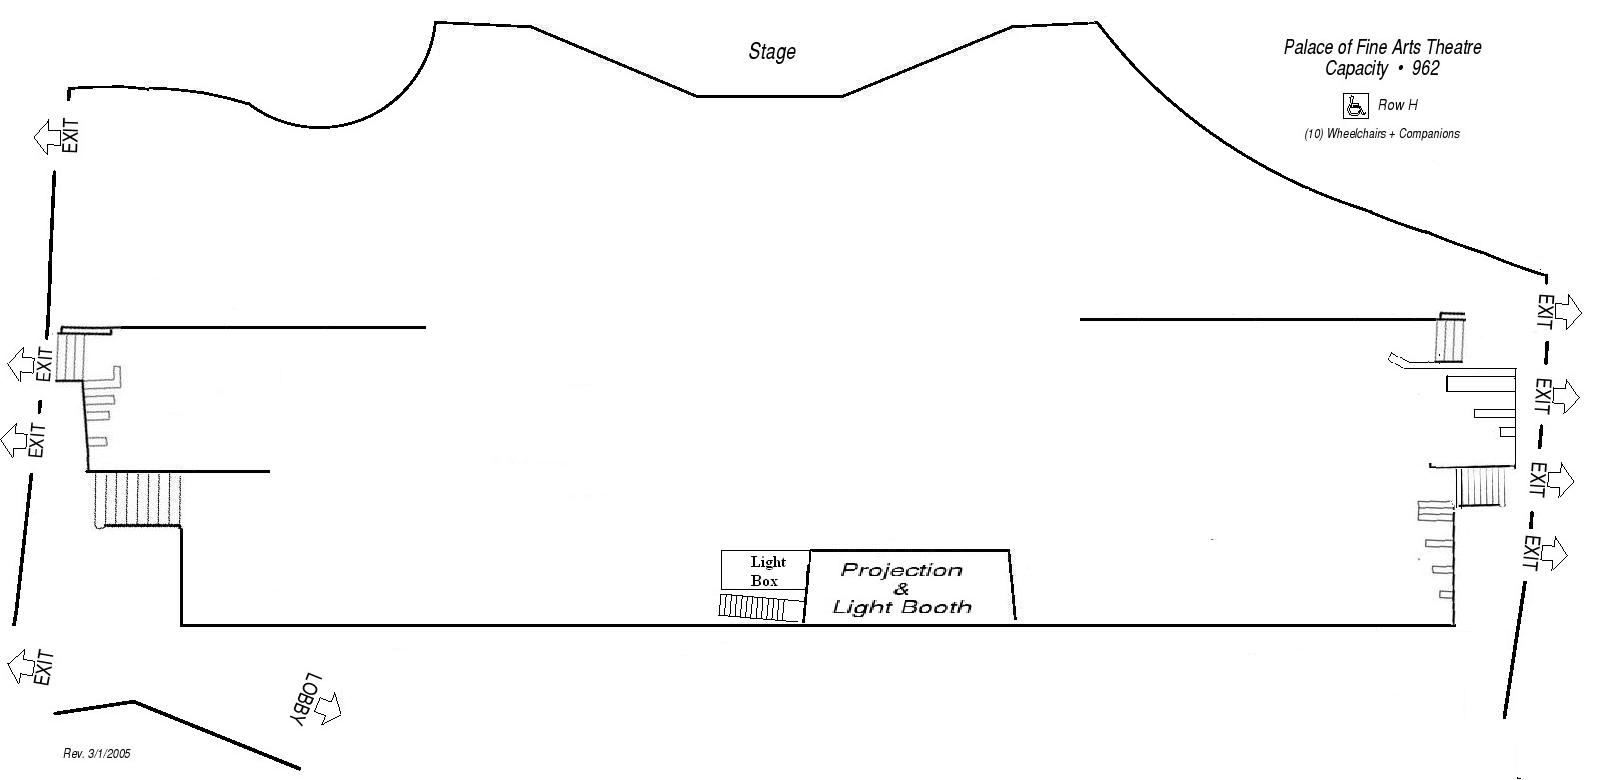 Stage
Palace of Fine Arts Theatre
Capacity • 962
Row H
(10) Wheelchairs + Companions
EXIT
EXIT
EXIT
EXIT
EXIT
EXIT
EXIT
EXIT
Light
Box
Projection
&
Light Booth
LOBBY
Rev. 3/1/2005